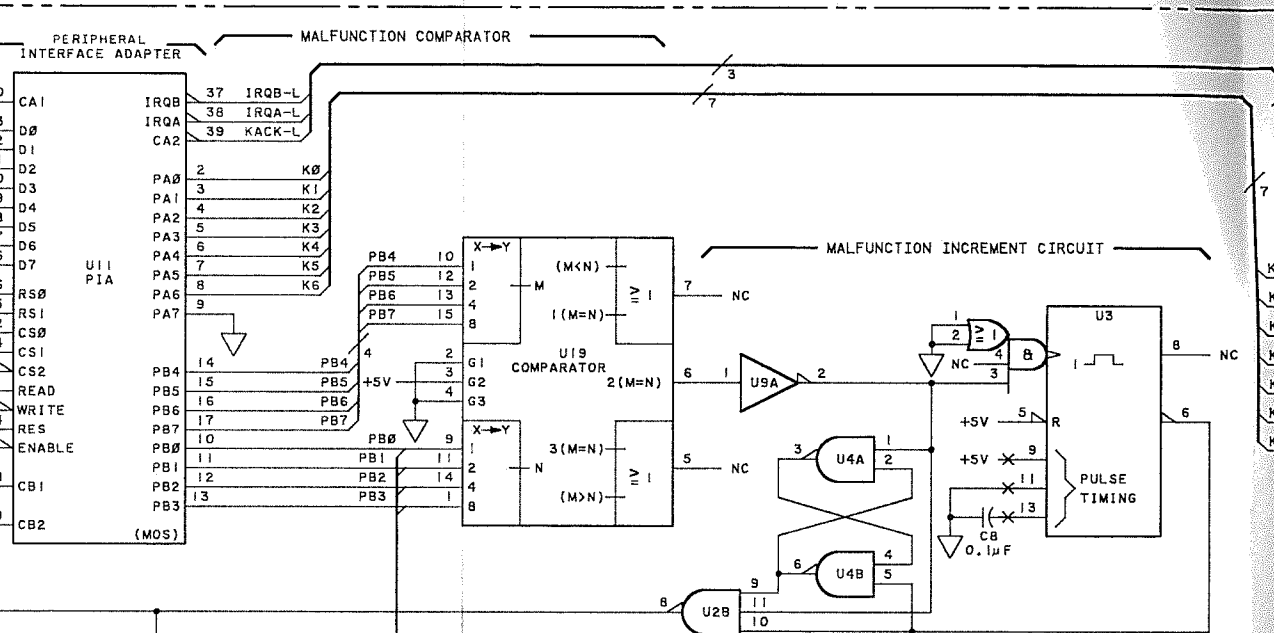 PERIPHERAL
INTERFACE ADAPTER
MALFUNCTION COMPARATOR
3
7
7
CA1
DØ
D1
D2
D3
D4
D5
D6
D7
RSØ
RS1
CSØ
CS1
CS2
READ
WRITE
RES
ENABLE
CB1
CB2
U11
PIA
(MOS)
IRQB 37 IRQB-L
IRQA 38 IRQA-L
CA2 39 KACK-L
PAØ 2 KØ
PA1 3 K1
PA2 4 K2
PA3 5 K3
PA4 6 K4
PA5 7 K5
PA6 8 K6
PA7 9
PB4 14 PB4
PB5 15 PB5
PB6 16 PB6
PB7 17 PB7
PBØ 10 PBØ 9
PB1 11 PB1 11
PB2 12 PB2 14
PB3 13 PB3 1
4
PB4 10
PB5 12
PB6 13
PB7 15
2 G1
+5V 3 G2
4 G3
X→Y
1
2
4
8
M
(M<N)
1(M=N)
≥1
U19
COMPARATOR
2(M=N)
X→Y
1
2
4
8
N
3(M=N)
(M>N)
≥1
7 NC
6
5 NC
1 U9A 2
MALFUNCTION INCREMENT CIRCUIT
1
2
≥1
NC 4
3
&
U3
1
8 NC
6
+5V 5 R
+5V 9
11
13
PULSE
TIMING
C8
0.1µF
3 U4A 1
2
6 U4B 4
5
8 U2B 9
11
10
K
K
K
K
K
K
K